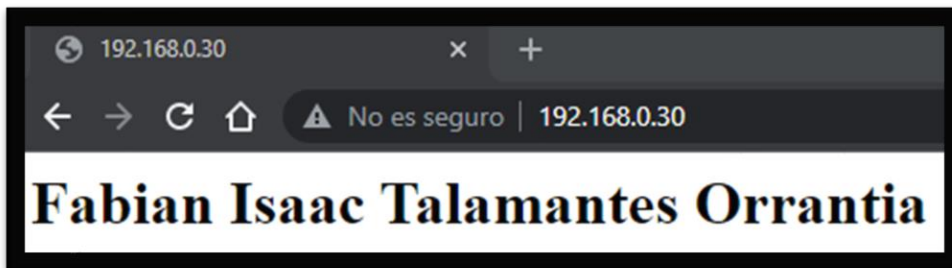 192.168.0.30
No es seguro | 192.168.0.30
Fabian Isaac Talamantes Orrantia